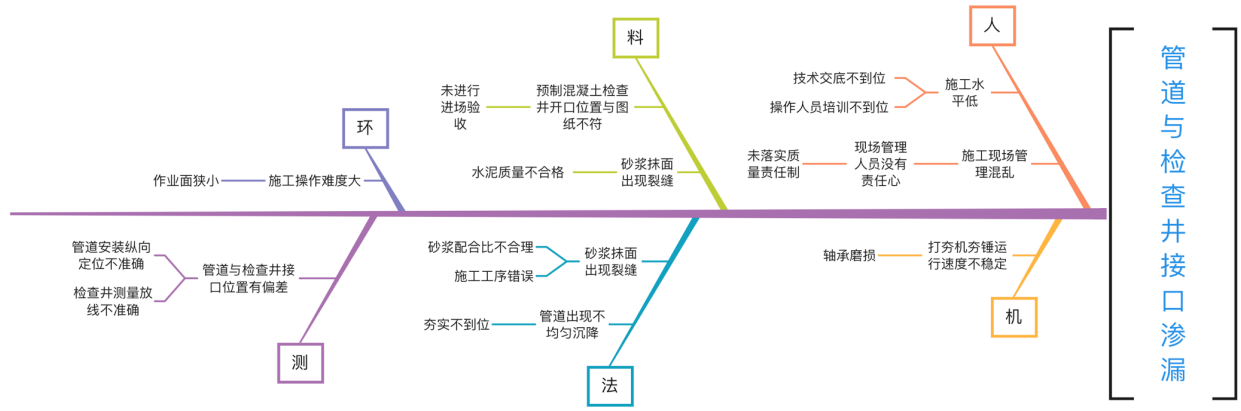 人
技术交底不到位
操作人员培训不到位
施工水
平低
未落实质
量责任制
现场管理
人员没有
责任心
施工现场管
理混乱
料
未进行
进场验
收
预制混凝土检查
井开口位置与图
纸不符
水泥质量不合格
砂浆抹面
出现裂缝
环
作业面狭小
施工操作难度大
测
管道安装纵向
定位不准确
检查井测量放
线不准确
管道与检查井接
口位置有偏差
法
砂浆配合比不合理
施工工序错误
砂浆抹面
出现裂缝
夯实不到位
管道出现不
均匀沉降
机
轴承磨损
打夯机夯锤运
行速度不稳定
管道与检查井接口渗漏